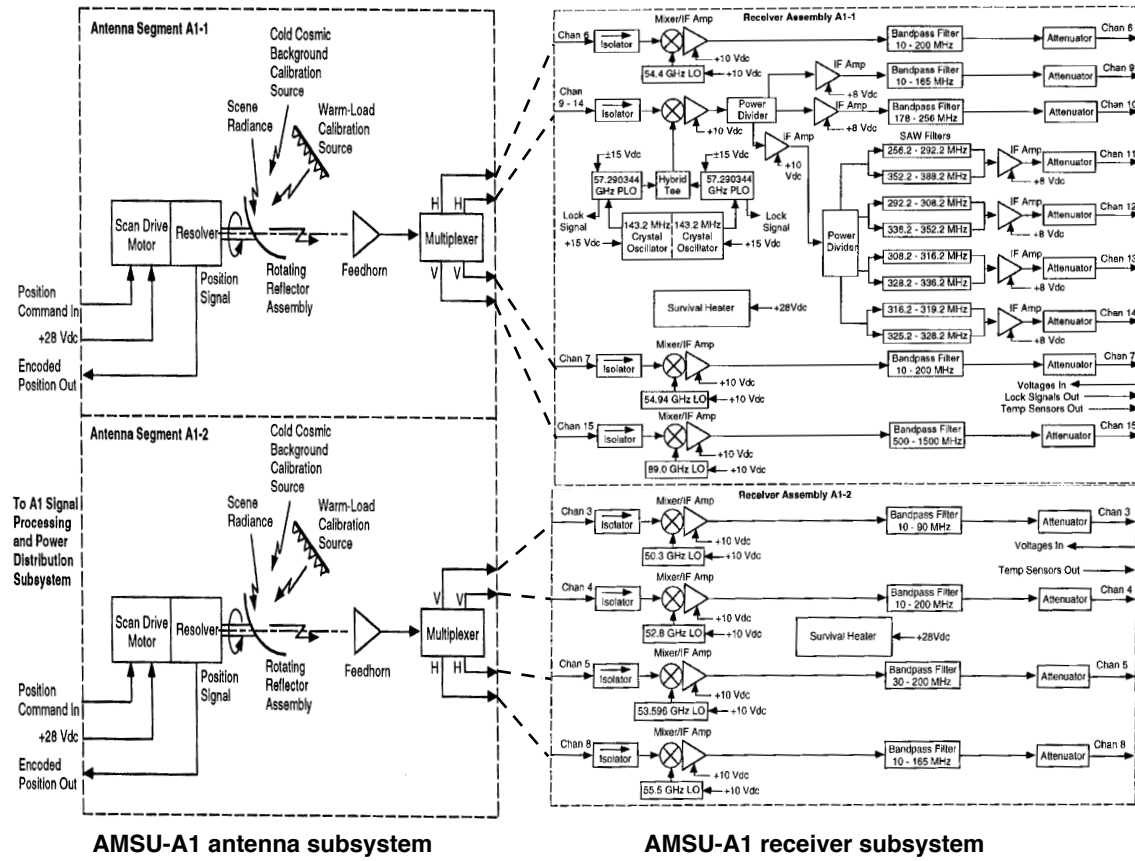 Antenna Segment A1-1
Cold Cosmic
Background
Calibration
Source
Scene
Radiance
Warm-Load
Calibration
Source
Scan Drive
Motor
Resolver
Position
Signal
Rotating
Reflector
Assembly
Feedhorn
H H
Multiplexer
V V
Position
Command In
+28 Vdc
Encoded
Position Out
Antenna Segment A1-2
Cold Cosmic
Background
Calibration
Source
Scene
Radiance
Warm-Load
Calibration
Source
To A1 Signal
Processing
and Power
Distribution
Subsystem
Scan Drive
Motor
Resolver
Position
Signal
Rotating
Reflector
Assembly
Feedhorn
V V
Multiplexer
H H
Position
Command In
+28 Vdc
Encoded
Position Out
AMSU-A1 antenna subsystem
Receiver Assembly A1-1
Chan 6
Isolator
Mixer/IF Amp
+10 Vdc
54.4 GHz LO
+10 Vdc
Bandpass Filter
10 - 200 MHz
Attenuator
Chan 6
Chan
9 - 14
Isolator
+10 Vdc
Power
Divider
IF Amp
+8 Vdc
Bandpass Filter
10 - 165 MHz
Attenuator
Chan 9
IF Amp
+8 Vdc
Bandpass Filter
178 - 256 MHz
Attenuator
Chan 10
IF Amp
+10
Vdc
±15 Vdc
57.290344
GHz PLO
Hybrid
Tee
±15 Vdc
57.290344
GHz PLO
Lock
Signal
Lock
Signal
143.2 MHz
Crystal
Oscillator
143.2 MHz
Crystal
Oscillator
+15 Vdc
+15 Vdc
Power
Divider
SAW Filters
256.2 - 292.2 MHz
352.2 - 388.2 MHz
IF Amp
+8 Vdc
Attenuator
Chan 11
292.2 - 308.2 MHz
336.2 - 352.2 MHz
IF Amp
+8 Vdc
Attenuator
Chan 12
308.2 - 316.2 MHz
328.2 - 336.2 MHz
IF Amp
+8 Vdc
Attenuator
Chan 13
316.2 - 319.2 MHz
325.2 - 328.2 MHz
IF Amp
+8 Vdc
Attenuator
Chan 14
Survival Heater
+28Vdc
Chan 7
Isolator
Mixer/IF Amp
+10 Vdc
54.94 GHz LO
+10 Vdc
Bandpass Filter
10 - 200 MHz
Attenuator
Chan 7
Voltages In
Lock Signals Out
Temp Sensors Out
Chan 15
Isolator
Mixer/IF Amp
+10 Vdc
89.0 GHz LO
+10 Vdc
Bandpass Filter
500 - 1500 MHz
Attenuator
Chan 15
Receiver Assembly A1-2
Chan 3
Isolator
Mixer/IF Amp
+10 Vdc
50.3 GHz LO
+10 Vdc
Bandpass Filter
10 - 90 MHz
Attenuator
Chan 3
Voltages In
Temp Sensors Out
Chan 4
Isolator
Mixer/IF Amp
+10 Vdc
52.8 GHz LO
+10 Vdc
Bandpass Filter
10 - 200 MHz
Attenuator
Chan 4
Survival Heater
+28Vdc
Chan 5
Isolator
Mixer/IF Amp
+10 Vdc
53.596 GHz LO
+10 Vdc
Bandpass Filter
30 - 200 MHz
Attenuator
Chan 5
Chan 8
Isolator
Mixer/IF Amp
+10 Vdc
55.5 GHz LO
+10 Vdc
Bandpass Filter
10 - 165 MHz
Attenuator
Chan 8
AMSU-A1 receiver subsystem